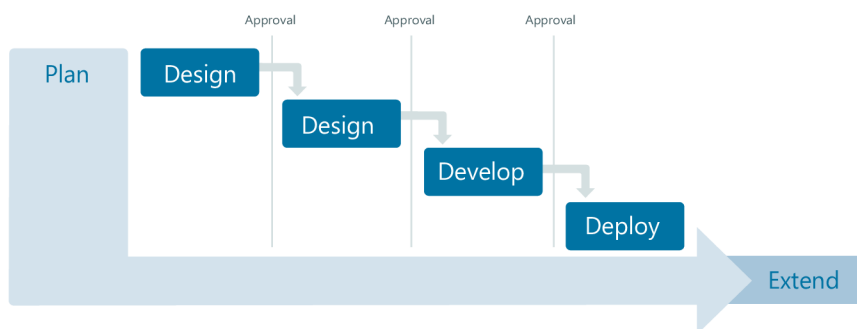 Approval
Approval
Approval
Plan
Design
Design
Develop
Deploy
Extend